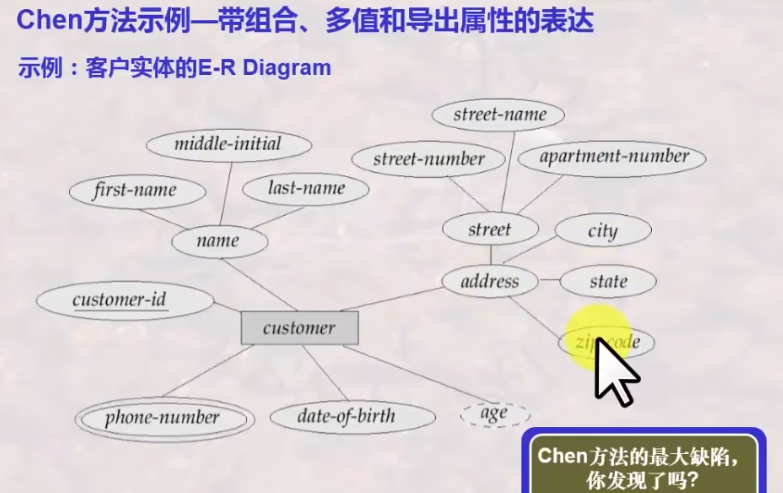 Chen方法示例—带组合、多值和导出属性的表达
示例：客户实体的E-R Diagram
street-name
middle-initial
street-number
apartment-number
first-name
last-name
street
city
name
address
state
customer-id
customer
zip-code
phone-number
date-of-birth
age
Chen方法的最大缺陷，
你发现了吗?